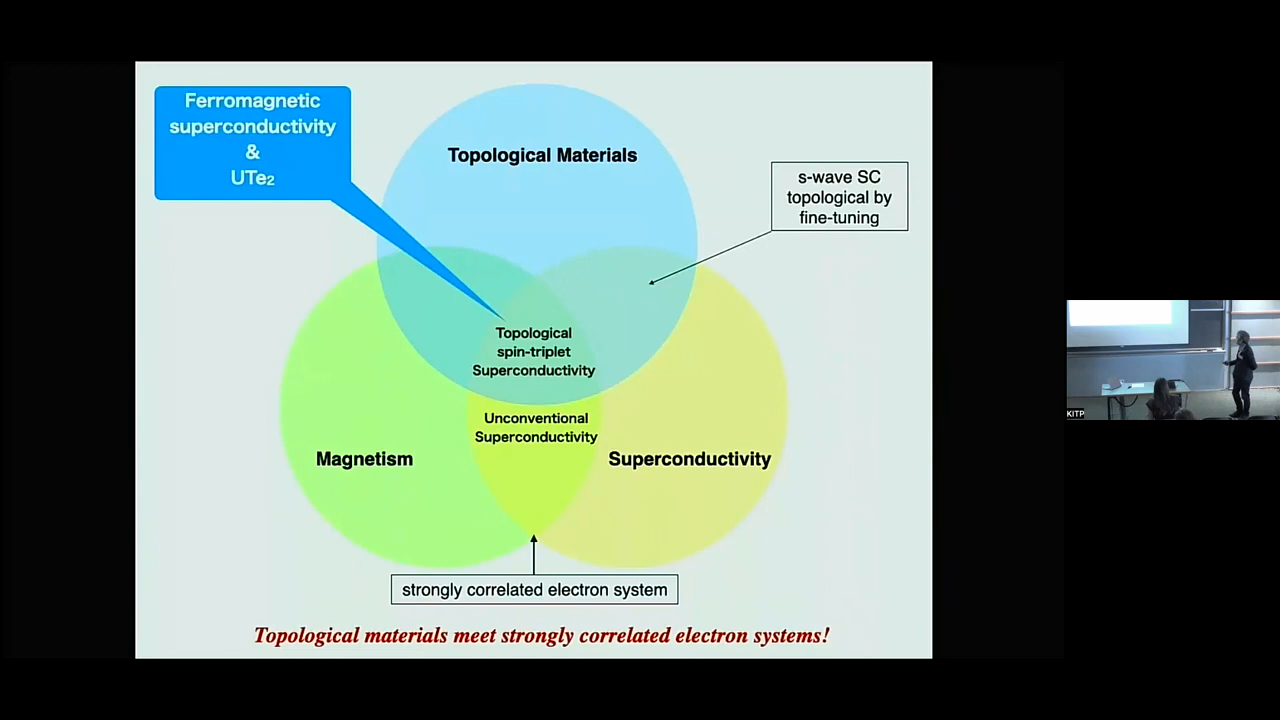 Ferromagnetic
superconductivity
&
UTe₂
Topological Materials
s-wave SC
topological by
fine-tuning
Topological
spin-triplet
Superconductivity
Unconventional
Superconductivity
Magnetism
Superconductivity
strongly correlated electron system
Topological materials meet strongly correlated electron systems!
KITP